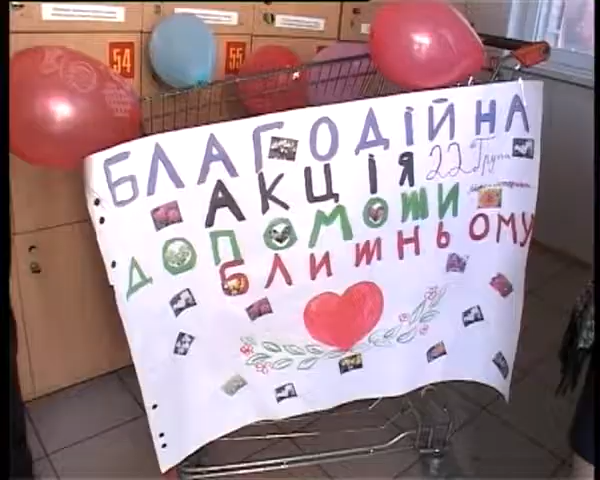 54
55
БЛАГОДІЙНА
АКЦІЯ 22 Група
ДОПОМОЖИ
БЛИЖНЬОМУ